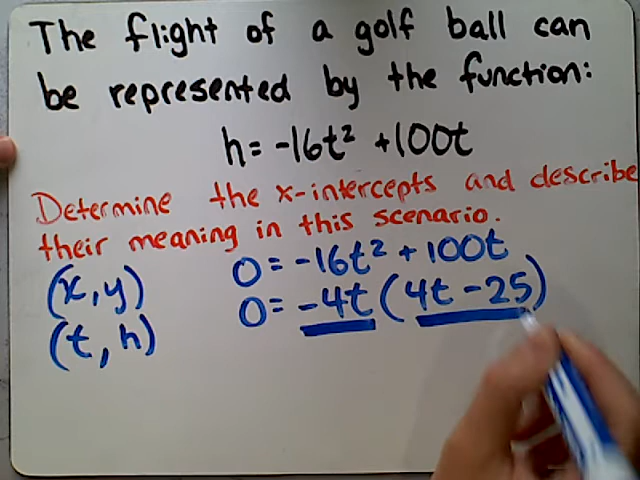 The flight of a golf ball can
be represented by the function:
h = -16t² + 100t
Determine the x-intercepts and describe
their meaning in this scenario.
(x, y)
0 = -16t² + 100t
(t, h)
0 = -4t (4t - 25)